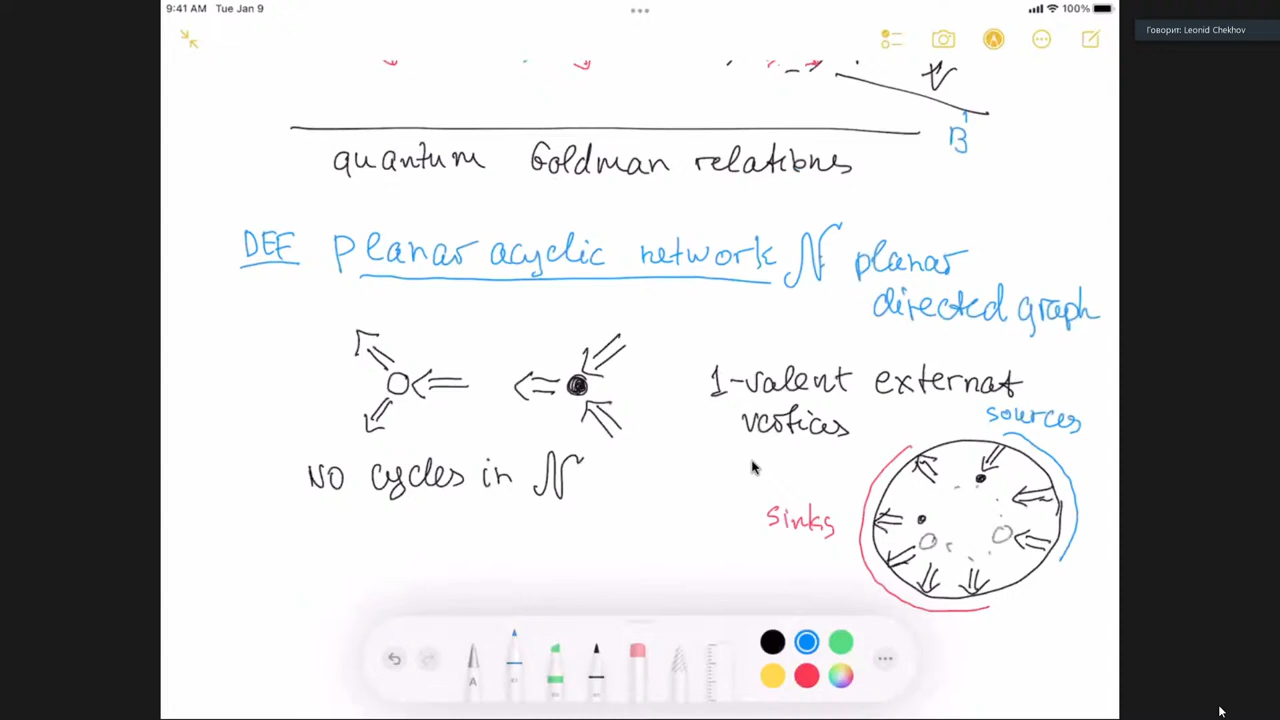 9:41 AM Tue Jan 9
100%
Говорит: Leonid Chekhov
B
quantum Goldman relations
DEF planar acyclic network N planar
directed graph
1-valent external
vertices
sources
No cycles in N
sinks
A